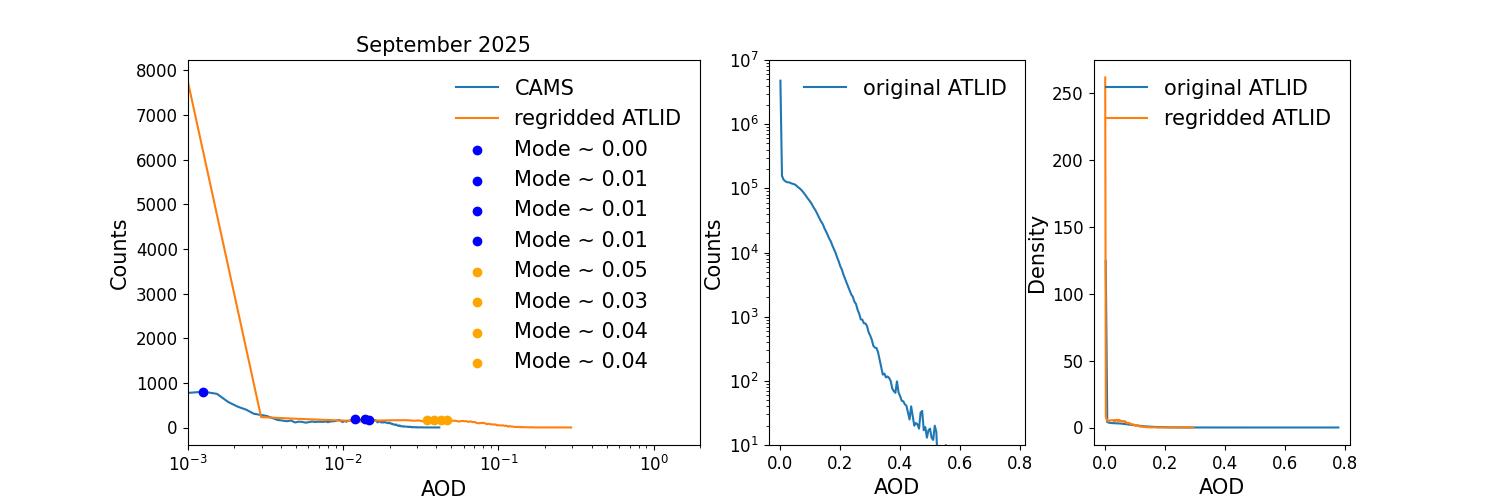 September 2025
Counts
8000
7000
6000
5000
4000
3000
2000
1000
0
10⁻³
10⁻²
10⁻¹
10⁰
AOD
CAMS
regridded ATLID
Mode ~ 0.00
Mode ~ 0.01
Mode ~ 0.01
Mode ~ 0.01
Mode ~ 0.05
Mode ~ 0.03
Mode ~ 0.04
Mode ~ 0.04
Counts
10⁷
10⁶
10⁵
10⁴
10³
10²
10¹
0.0
0.2
0.4
0.6
0.8
AOD
original ATLID
Density
250
200
150
100
50
0
0.0
0.2
0.4
0.6
0.8
AOD
original ATLID
regridded ATLID